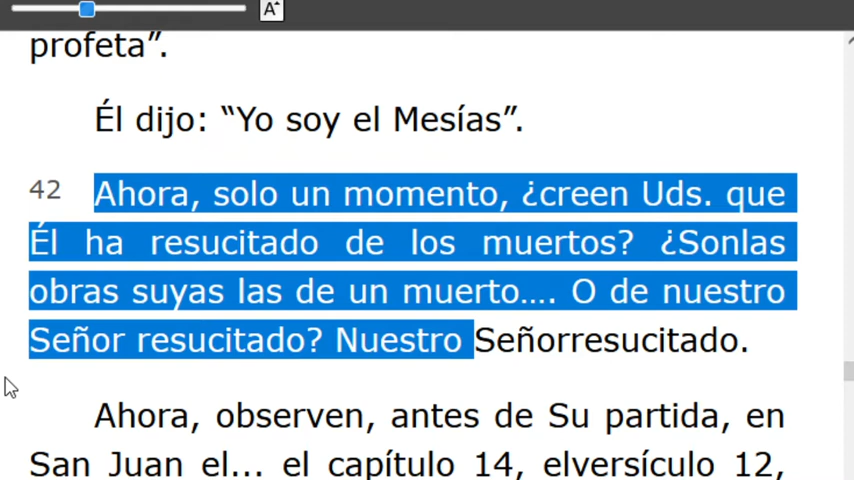 A
profeta”.
Él dijo: “Yo soy el Mesías”.
42 Ahora, solo un momento, ¿creen Uds. que
Él ha resucitado de los muertos? ¿Sonlas
obras suyas las de un muerto…. O de nuestro
Señor resucitado? Nuestro Señorresucitado.
Ahora, observen, antes de Su partida, en
San Juan el... el capítulo 14, elversículo 12,